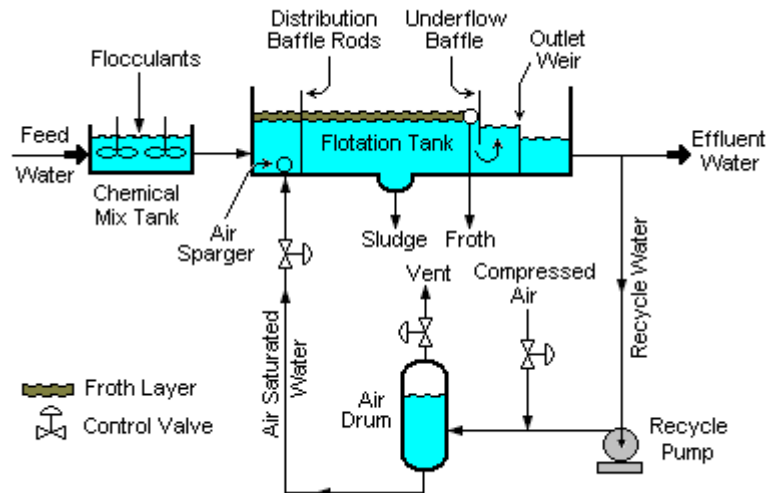 Distribution
Baffle Rods
Underflow
Baffle
Outlet
Weir
Flocculants
Feed
Water
Chemical
Mix Tank
Flotation Tank
Effluent
Water
Air
Sparger
Sludge
Froth
Vent
Compressed
Air
Recycle Water
Air Saturated
Water
Froth Layer
Control Valve
Air
Drum
Recycle
Pump